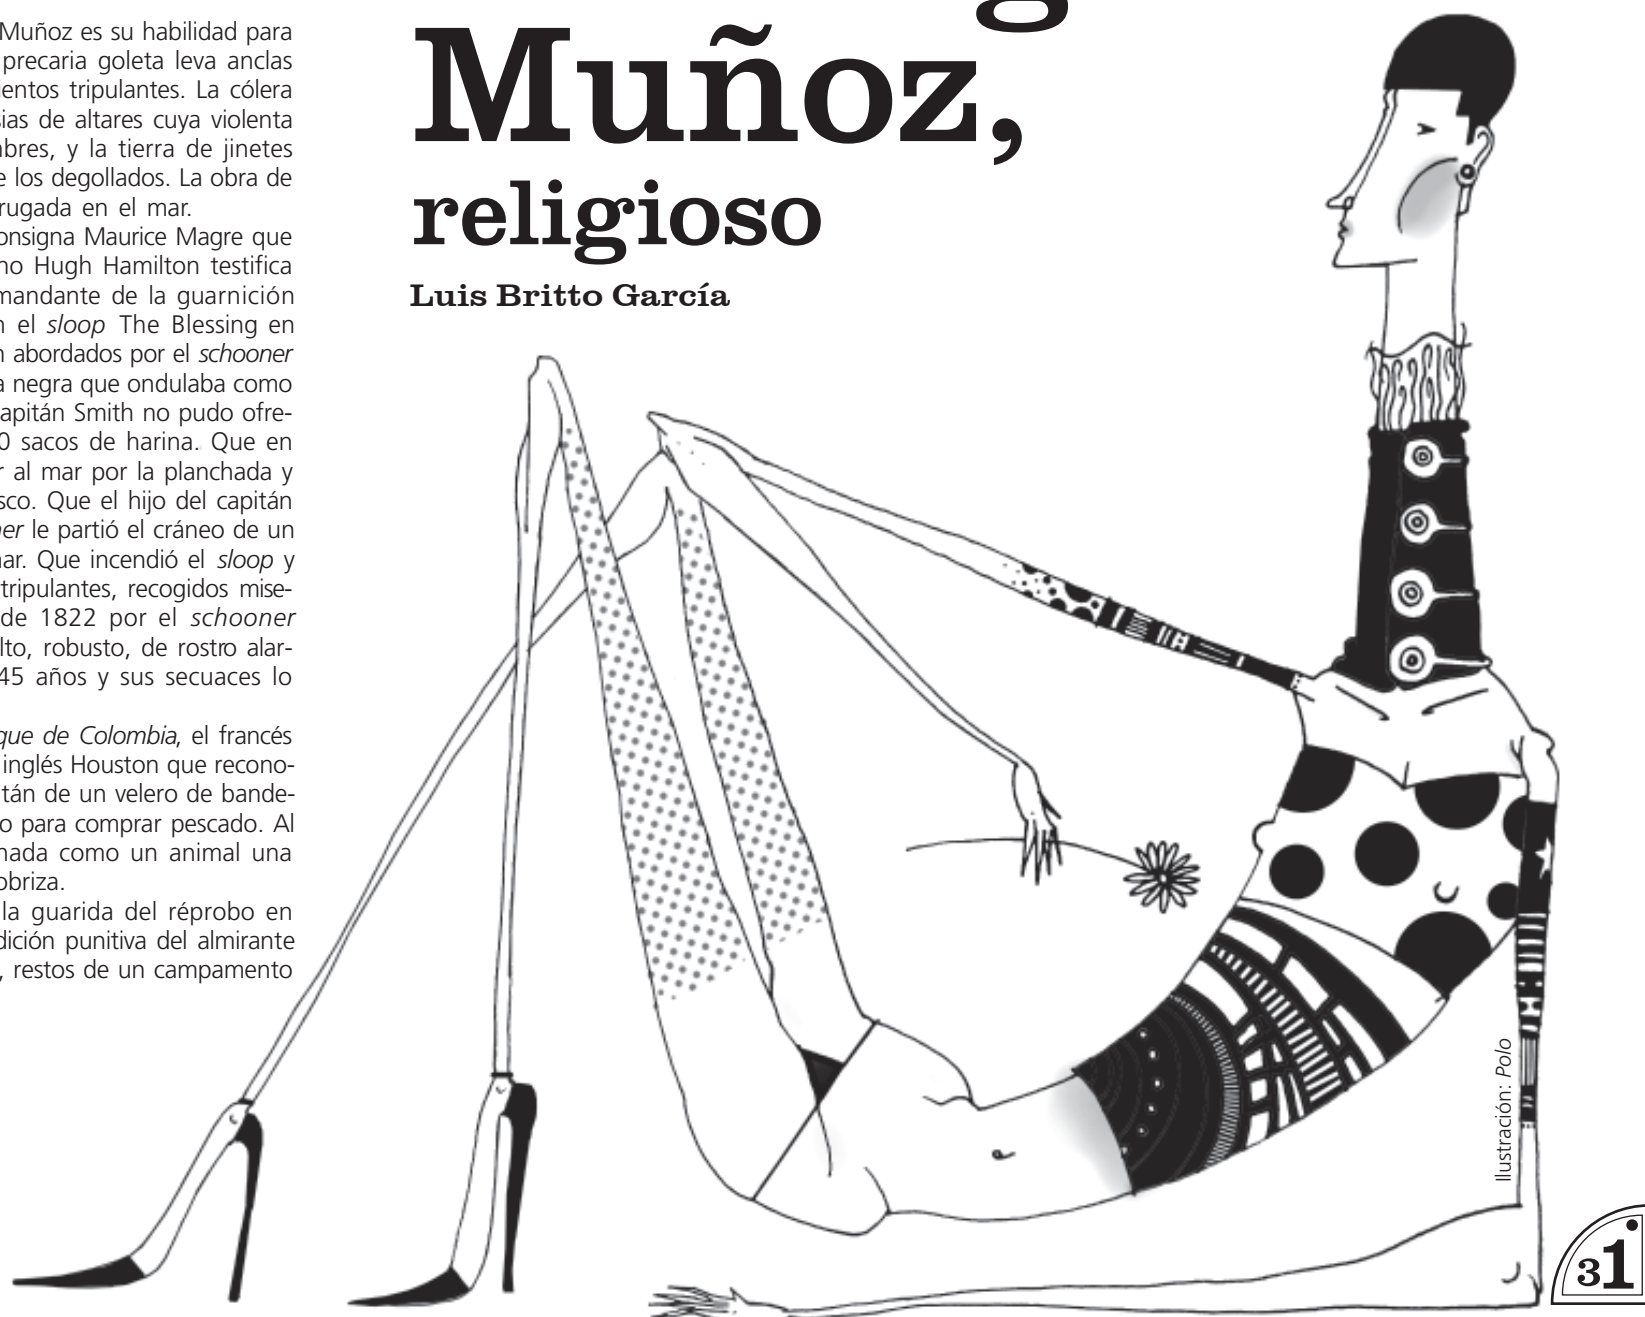 Muñoz es su habilidad para
precaria goleta leva anclas
ientos tripulantes. La cólera
sias de altares cuya violenta
bres, y la tierra de jinetes
e los degollados. La obra de
rugada en el mar.
onsigna Maurice Magre que
no Hugh Hamilton testifica
mandante de la guarnición
n el sloop The Blessing en
n abordados por el schooner
a negra que ondulaba como
apitán Smith no pudo ofre-
0 sacos de harina. Que en
r al mar por la planchada y
sco. Que el hijo del capitán
er le partió el cráneo de un
ar. Que incendió el sloop y
tripulantes, recogidos mise-
de 1822 por el schooner
lto, robusto, de rostro alar-
45 años y sus secuaces lo
que de Colombia, el francés
inglés Houston que recono-
tán de un velero de bande-
o para comprar pescado. Al
nada como un animal una
obriza.
la guarida del réprobo en
dición punitiva del almirante
, restos de un campamento
Muñoz,
religioso
Luis Britto García
Ilustración: Polo
31